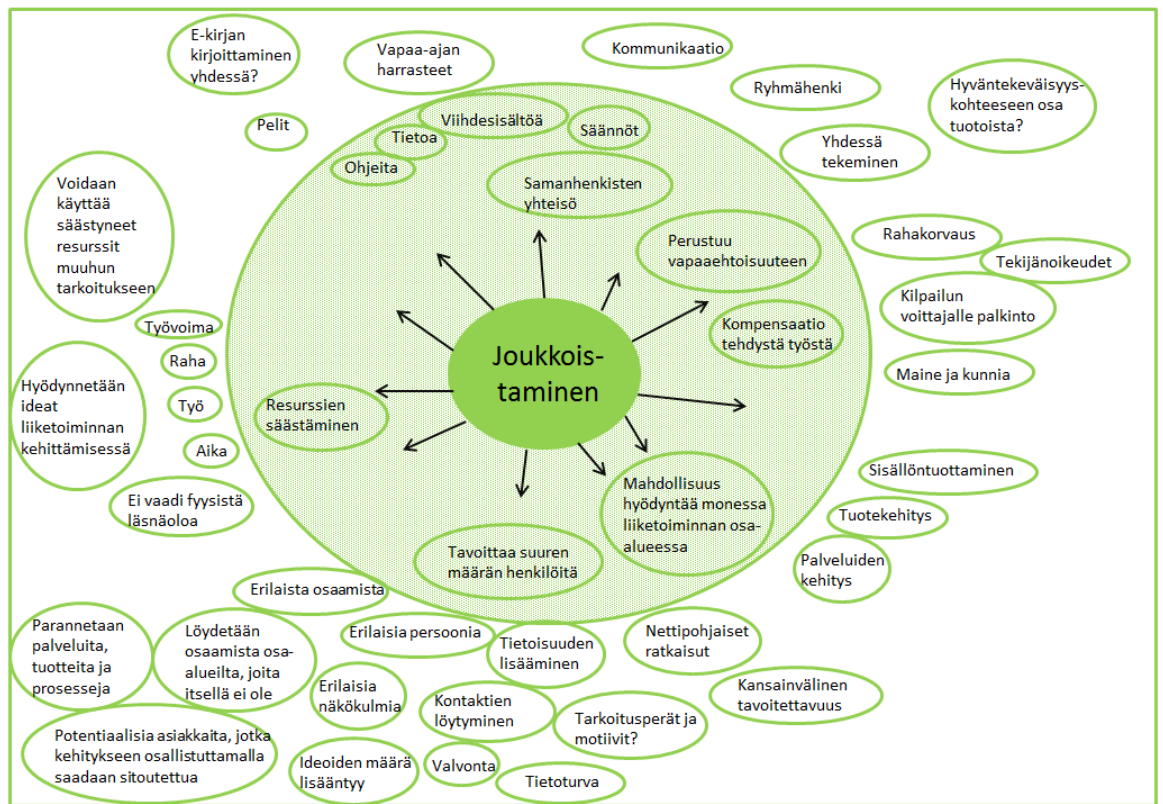 E-kirjan
kirjoittaminen
yhdessä?
Vapaa-ajan
harrasteet
Kommunikaatio
Ryhmähenki
Hyväntekeväisyys-
kohteeseen osa
tuotoista?
Pelit
Viihdesisältöä
Säännöt
Tietoa
Ohjeita
Yhdessä
tekeminen
Samanhenkisten
yhteisö
Voidaan
käyttää
säästyneet
resurssit
muuhun
tarkoitukseen
Perustuu
vapaaehtoisuuteen
Rahakorvaus
Tekijänoikeudet
Kilpailun
voittajalle palkinto
Työvoima
Kompensaatio
tehdystä työstä
Joukkois-
taminen
Raha
Maine ja kunnia
Hyödynnetään
ideat
liiketoiminnan
kehittämisessä
Työ
Resurssien
säästäminen
Aika
Sisällöntuottaminen
Ei vaadi fyysistä
läsnäoloa
Mahdollisuus
hyödyntää monessa
liiketoiminnan osa-
alueessa
Tuotekehitys
Tavoittaa suuren
määrän henkilöitä
Palveluiden
kehitys
Erilaista osaamista
Parannetaan
palveluita,
tuotteita ja
prosesseja
Löydetään
osaamista osa-
alueilta, joita
itsellä ei ole
Erilaisia persoonia
Tietoisuuden
lisääminen
Nettipohjaiset
ratkaisut
Erilaisia
näkökulmia
Kontaktien
löytyminen
Kansainvälinen
tavoitettavuus
Tarkoitusperät ja
motiivit?
Potentiaalisia asiakkaita, jotka
kehitykseen osallistuttamalla
saadaan sitoutettua
Ideoiden määrä
lisääntyy
Valvonta
Tietoturva